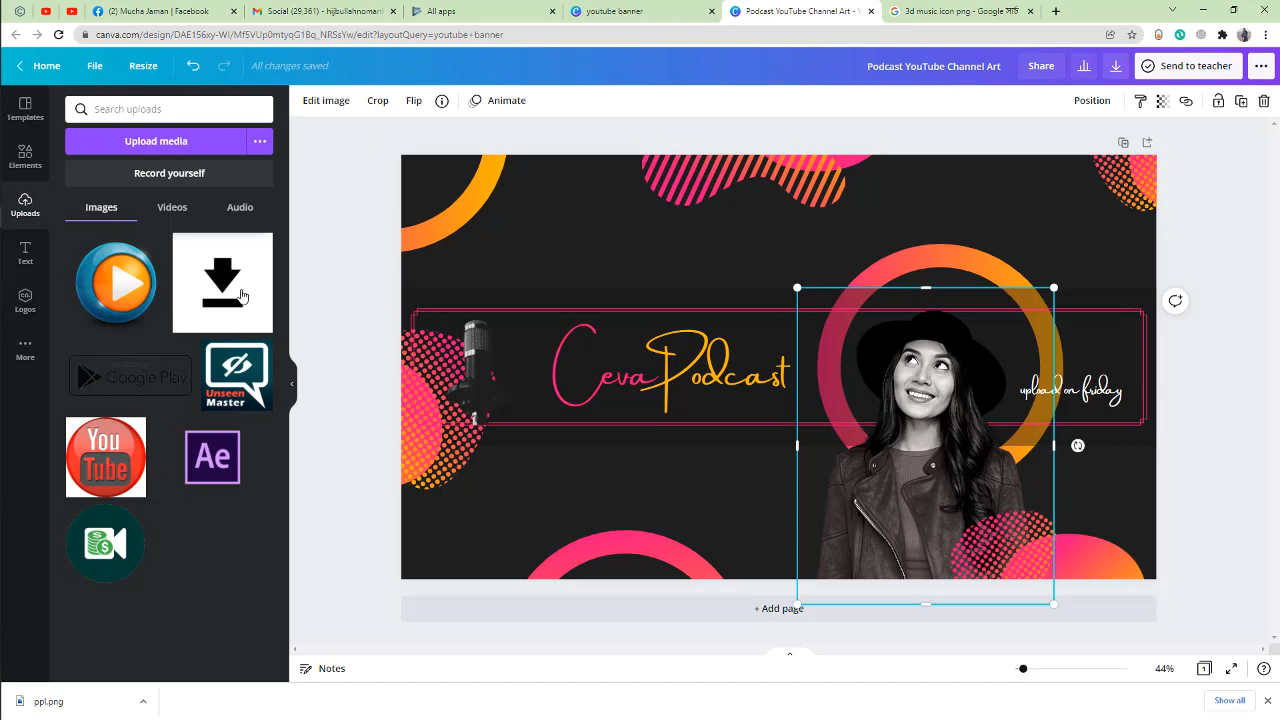 (2) Mucha Jaman | Facebook
Social (29,361) - hijbullahnoman
All apps
youtube banner
Podcast YouTube Channel Art - Y
3d music icon png - Google সার্চ
canva.com/design/DAE156xy-WI/Mf5VUp0mtyqG18q_NRSsYw/edit?layoutQuery=youtube+banner
Home
File
Resize
All changes saved
Podcast YouTube Channel Art
Share
Send to teacher
Templates
Elements
Uploads
Text
Logos
More
Search uploads
Upload media
Record yourself
Images
Videos
Audio
Google Play
Unseen
Master
You
Tube
Ae
Edit image
Crop
Flip
Animate
Position
Ceva Podcast
upload on friday
+ Add page
Notes
44%
1
ppl.png
Show all